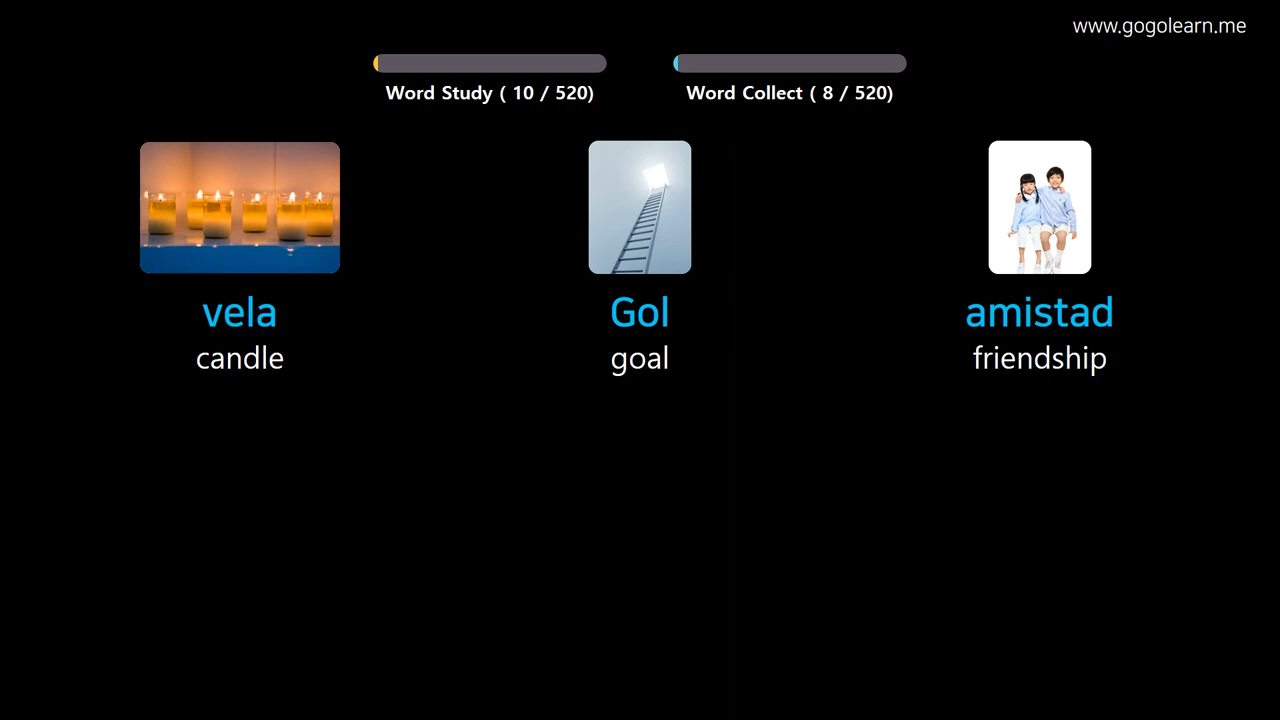 www.gogolearn.me
Word Study ( 10 / 520)
Word Collect ( 8 / 520)
vela
candle
Gol
goal
amistad
friendship